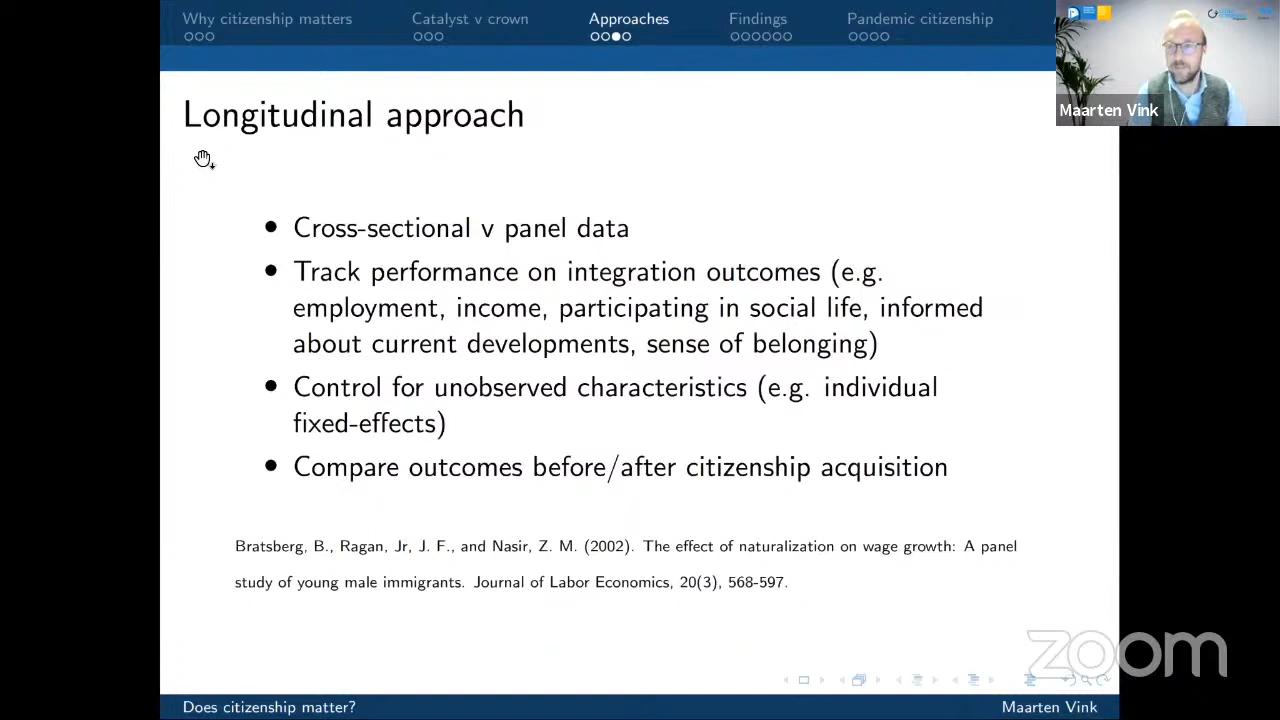 Why citizenship matters
Catalyst v crown
Approaches
Findings
Pandemic citizenship
Maarten Vink
Longitudinal approach
• Cross-sectional v panel data
• Track performance on integration outcomes (e.g.
employment, income, participating in social life, informed
about current developments, sense of belonging)
• Control for unobserved characteristics (e.g. individual
fixed-effects)
• Compare outcomes before/after citizenship acquisition
Bratsberg, B., Ragan, Jr, J. F., and Nasir, Z. M. (2002). The effect of naturalization on wage growth: A panel
study of young male immigrants. Journal of Labor Economics, 20(3), 568-597.
zoom
Does citizenship matter?
Maarten Vink